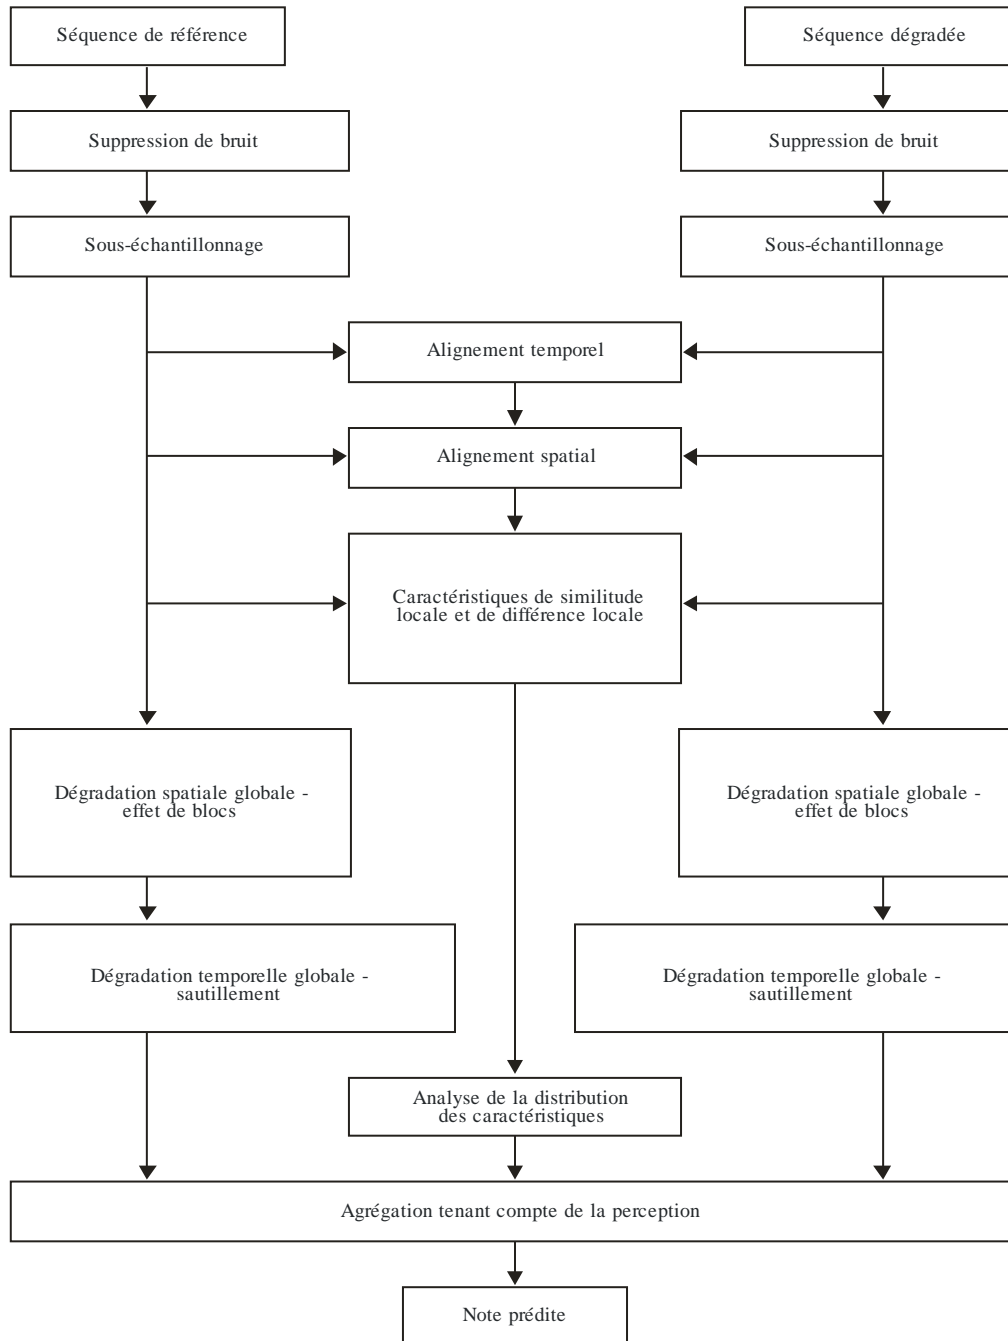 Séquence de référence
Séquence dégradée
Suppression de bruit
Suppression de bruit
Sous-échantillonnage
Sous-échantillonnage
Alignement temporel
Alignement spatial
Caractéristiques de similitude
locale et de différence locale
Dégradation spatiale globale -
effet de blocs
Dégradation spatiale globale -
effet de blocs
Dégradation temporelle globale -
sautillement
Dégradation temporelle globale -
sautillement
Analyse de la distribution
des caractéristiques
Agrégation tenant compte de la perception
Note prédite